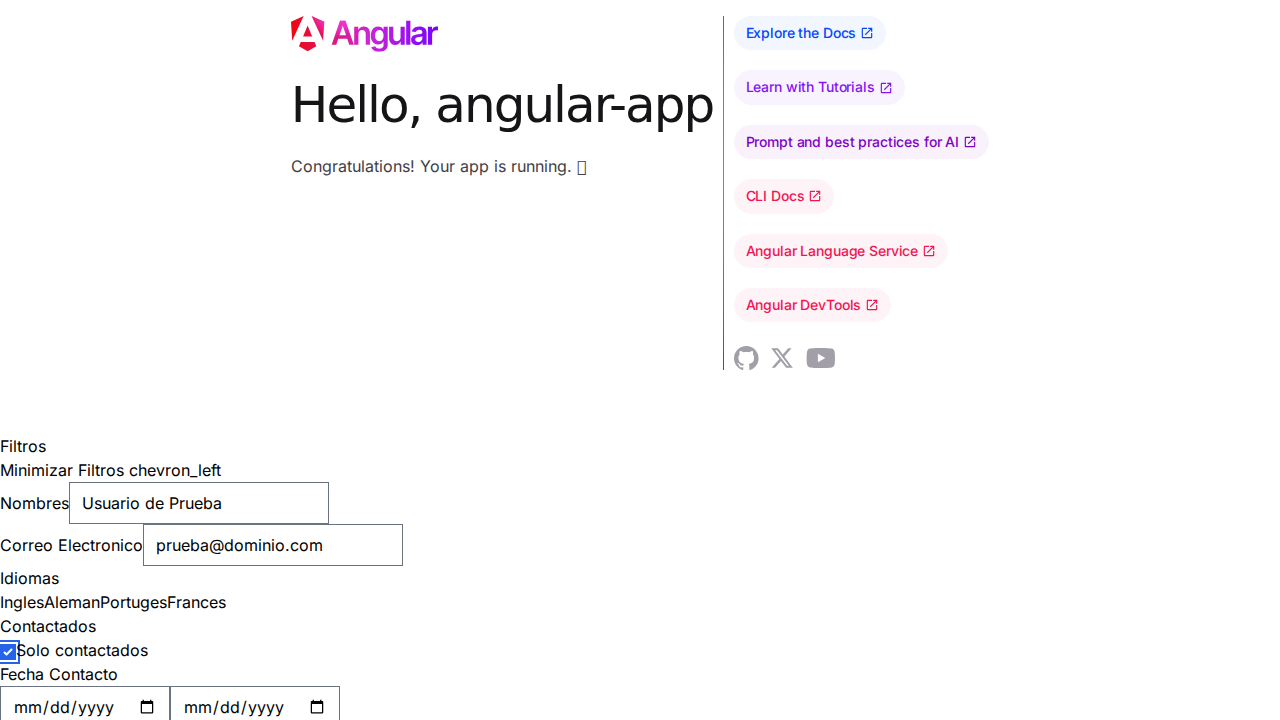 Angular
Hello, angular-app
Congratulations! Your app is running.
Explore the Docs
Learn with Tutorials
Prompt and best practices for AI
CLI Docs
Angular Language Service
Angular DevTools
Filtros
Minimizar Filtros chevron_left
Nombres Usuario de Prueba
Correo Electronico prueba@dominio.com
Idiomas
InglesAlemanPortugesFrances
Contactados
Solo contactados
Fecha Contacto
mm/dd/yyyy mm/dd/yyyy